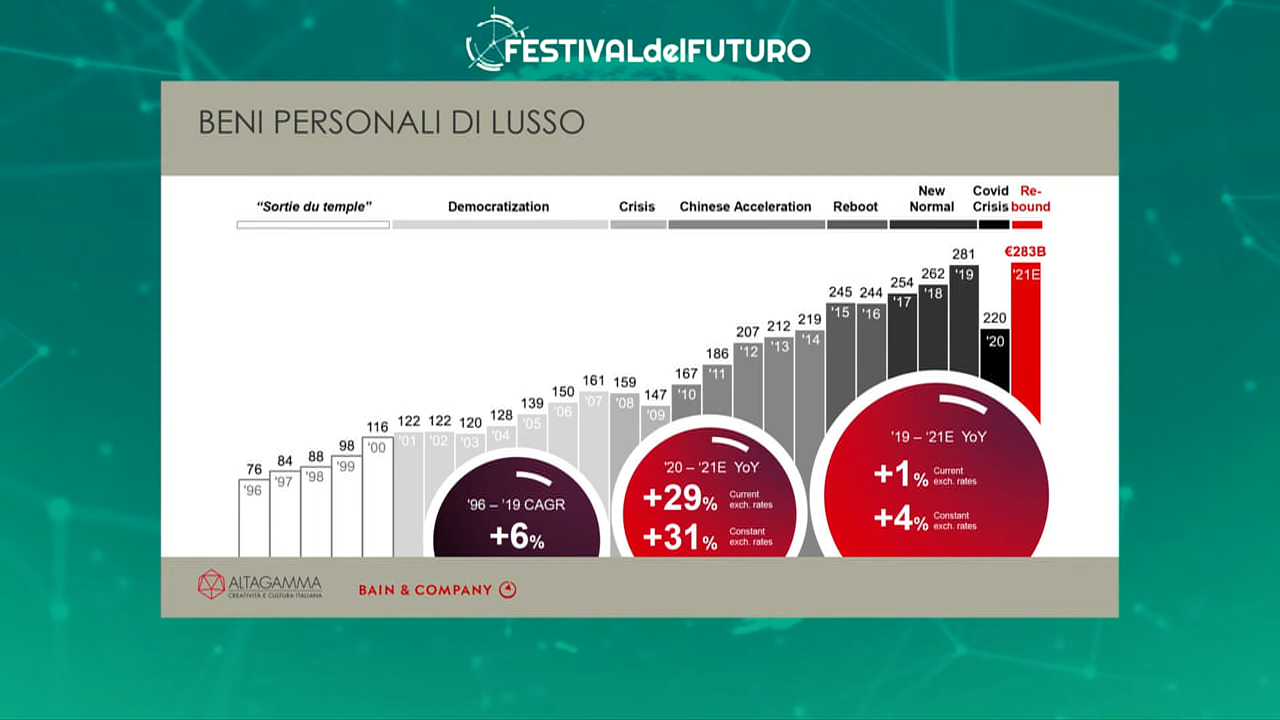 FESTIVALdelFUTURO
BENI PERSONALI DI LUSSO
"Sortie du temple"
Democratization
Crisis
Chinese Acceleration
Reboot
New
Normal
Covid
Crisis
Re-
bound
76
84
88
98
116
122
122
120
128
139
150
161
159
147
167
186
207
212
219
245
244
254
262
281
220
€283B
'96
'97
'98
'99
'00
'01
'02
'03
'04
'05
'06
'07
'08
'09
'10
'11
'12
'13
'14
'15
'16
'17
'18
'19
'20
'21E
'96 – '19 CAGR
+6%
'20 – '21E YoY
+29% Current
exch. rates
+31% Constant
exch. rates
'19 – '21E YoY
+1% Current
exch. rates
+4% Constant
exch. rates
ALTAGAMMA
CREATIVITÀ E CULTURA ITALIANA
BAIN & COMPANY